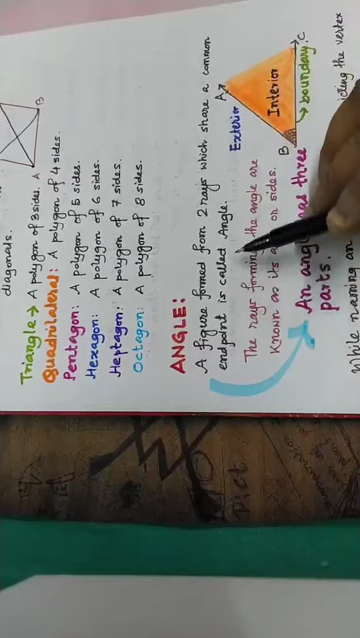 diagonals.
A B
Triangle → A polygon of 3 sides.
Quadrilateral: A polygon of 4 sides.
Pentagon: A polygon of 5 sides.
Hexagon: A polygon of 6 sides.
Heptagon: A polygon of 7 sides.
Octagon: A polygon of 8 sides.
ANGLE:
A figure formed from 2 rays which share a common
endpoint is called Angle.
The rays forming the angle are
Known as its or sides.
An has three
parts.
Exterior
A
Interior
B
C
→ boundary.
While naming an the vertex